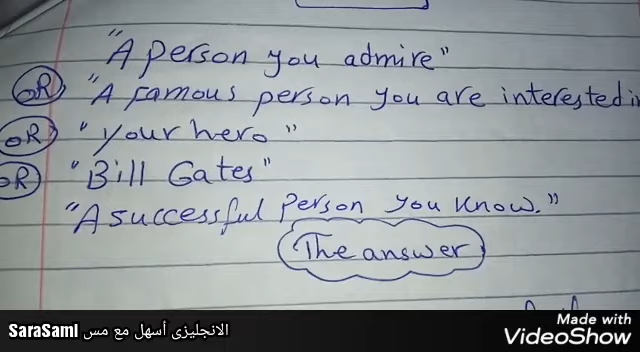 "A person you admire"
OR "A famous person you are interested in
OR "your hero"
OR "Bill Gates"
"A successful person you know."
The answer
الانجليزى أسهل مع مس SaraSamI
Made with
VideoShow